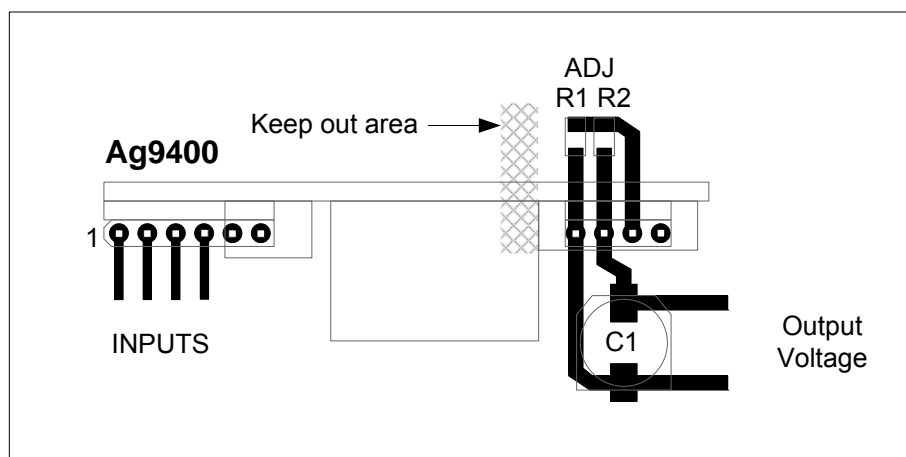 ADJ
R1 R2
Keep out area
Ag9400
1
INPUTS
C1
Output
Voltage